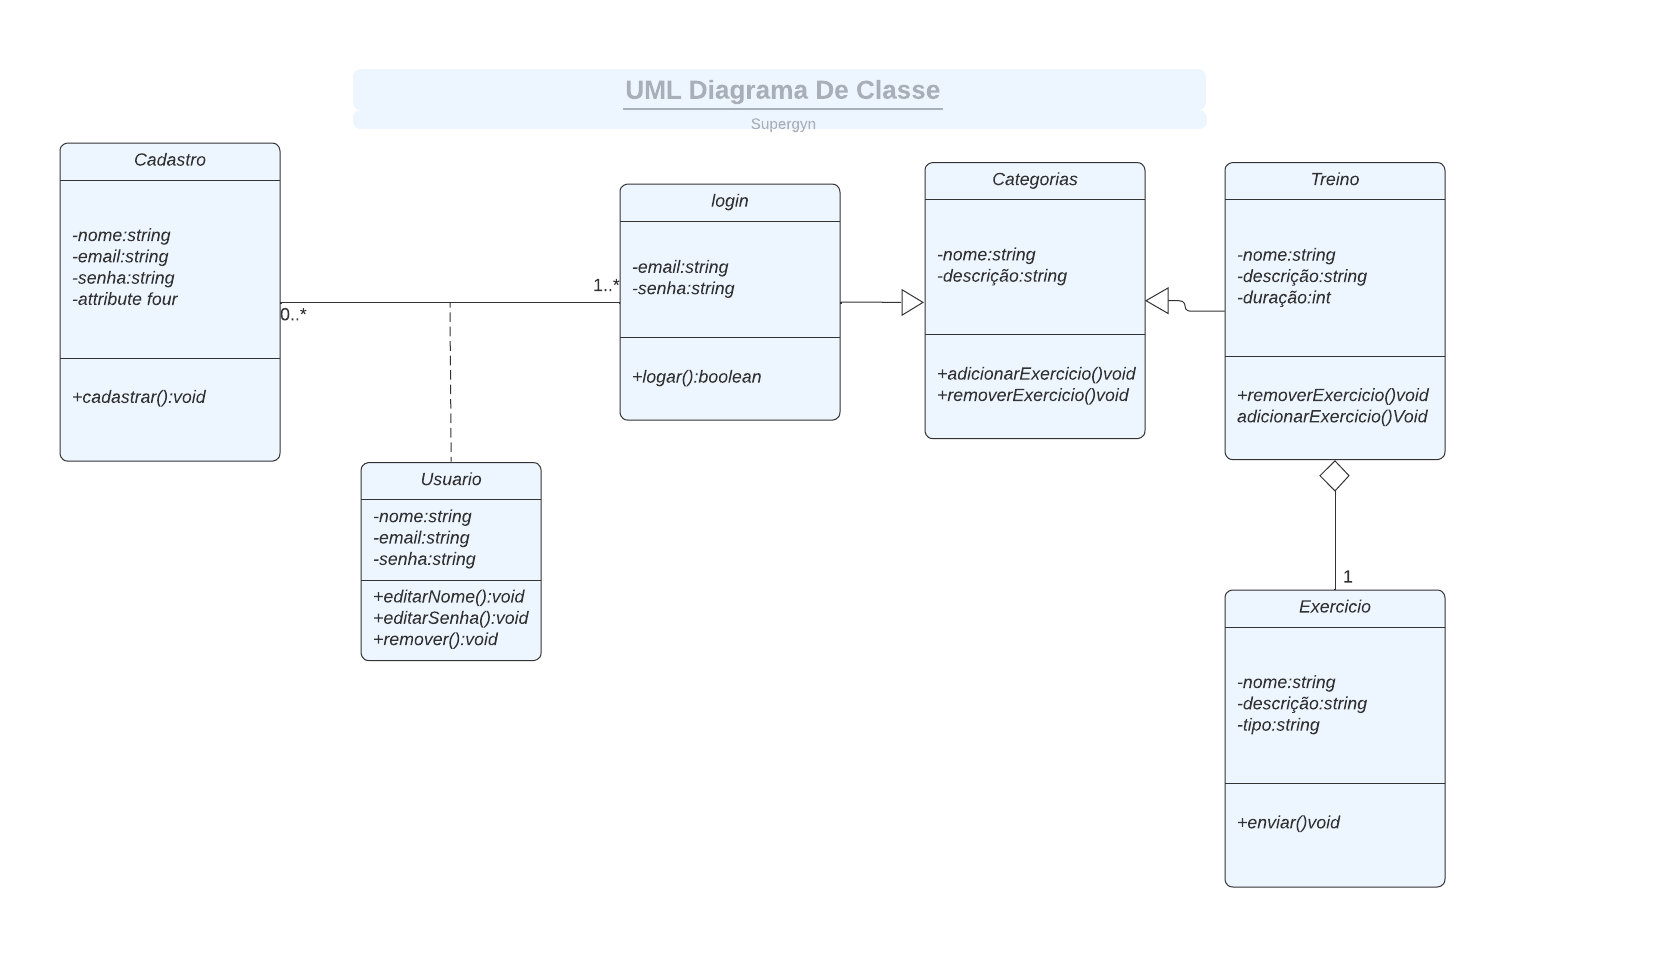 UML Diagrama De Classe
Supergyn
Cadastro
-nome:string
-email:string
-senha:string
-attribute four
+cadastrar():void
0..*
1..*
login
-email:string
-senha:string
+logar():boolean
Usuario
-nome:string
-email:string
-senha:string
+editarNome():void
+editarSenha():void
+remover():void
Categorias
-nome:string
-descrição:string
+adicionarExercicio()void
+removerExercicio()void
Treino
-nome:string
-descrição:string
-duração:int
+removerExercicio()void
adicionarExercicio()Void
1
Exercicio
-nome:string
-descrição:string
-tipo:string
+enviar()void